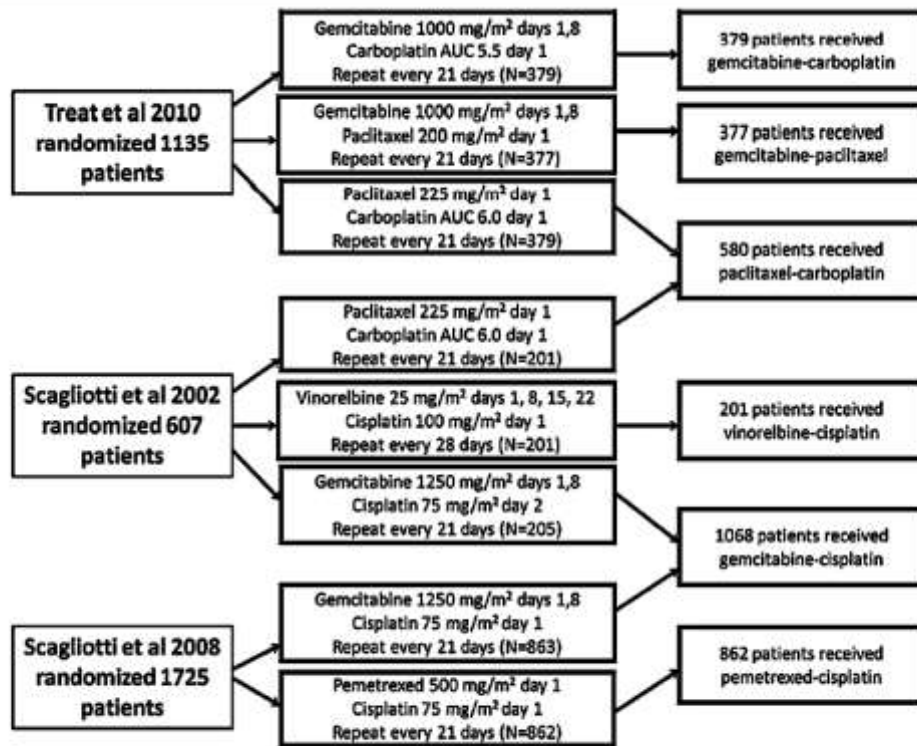 Treat et al 2010
randomized 1135
patients
Gemcitabine 1000 mg/m² days 1,8
Carboplatin AUC 5.5 day 1
Repeat every 21 days (N=379)
379 patients received
gemcitabine-carboplatin
Gemcitabine 1000 mg/m² days 1,8
Paclitaxel 200 mg/m² day 1
Repeat every 21 days (N=377)
377 patients received
gemcitabine-paclitaxel
Paclitaxel 225 mg/m² day 1
Carboplatin AUC 6.0 day 1
Repeat every 21 days (N=379)
580 patients received
paclitaxel-carboplatin
Scagliotti et al 2002
randomized 607
patients
Paclitaxel 225 mg/m² day 1
Carboplatin AUC 6.0 day 1
Repeat every 21 days (N=201)
Vinorelbine 25 mg/m² days 1, 8, 15, 22
Cisplatin 100 mg/m² day 1
Repeat every 28 days (N=201)
201 patients received
vinorelbine-cisplatin
Gemcitabine 1250 mg/m² days 1,8
Cisplatin 75 mg/m² day 2
Repeat every 21 days (N=205)
1068 patients received
gemcitabine-cisplatin
Scagliotti et al 2008
randomized 1725
patients
Gemcitabine 1250 mg/m² days 1,8
Cisplatin 75 mg/m² day 1
Repeat every 21 days (N=863)
Pemetrexed 500 mg/m² day 1
Cisplatin 75 mg/m² day 1
Repeat every 21 days (N=862)
862 patients received
pemetrexed-cisplatin